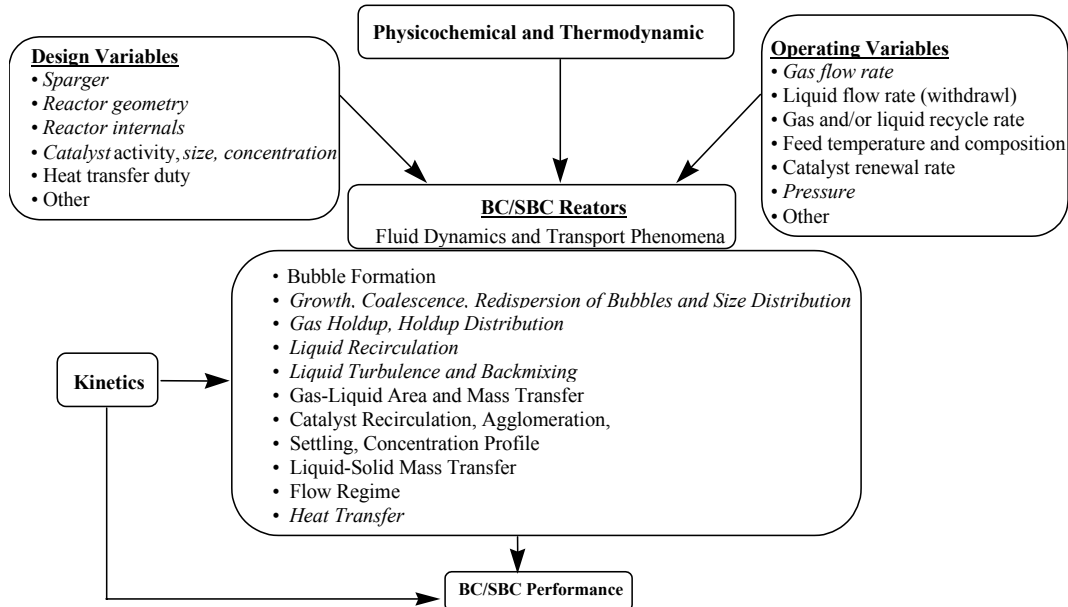 Physicochemical and Thermodynamic
Design Variables
• Sparger
• Reactor geometry
• Reactor internals
• Catalyst activity, size, concentration
• Heat transfer duty
• Other
Operating Variables
• Gas flow rate
• Liquid flow rate (withdrawl)
• Gas and/or liquid recycle rate
• Feed temperature and composition
• Catalyst renewal rate
• Pressure
• Other
BC/SBC Reators
Fluid Dynamics and Transport Phenomena
• Bubble Formation
• Growth, Coalescence, Redispersion of Bubbles and Size Distribution
• Gas Holdup, Holdup Distribution
• Liquid Recirculation
• Liquid Turbulence and Backmixing
• Gas-Liquid Area and Mass Transfer
• Catalyst Recirculation, Agglomeration,
• Settling, Concentration Profile
• Liquid-Solid Mass Transfer
• Flow Regime
• Heat Transfer
Kinetics
BC/SBC Performance